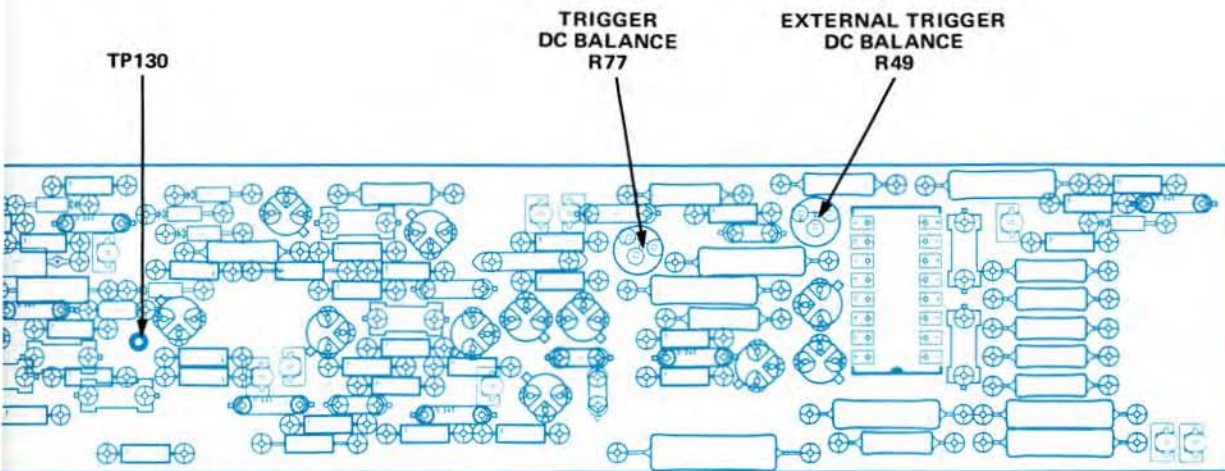 TP130
TRIGGER
DC BALANCE
R77
EXTERNAL TRIGGER
DC BALANCE
R49